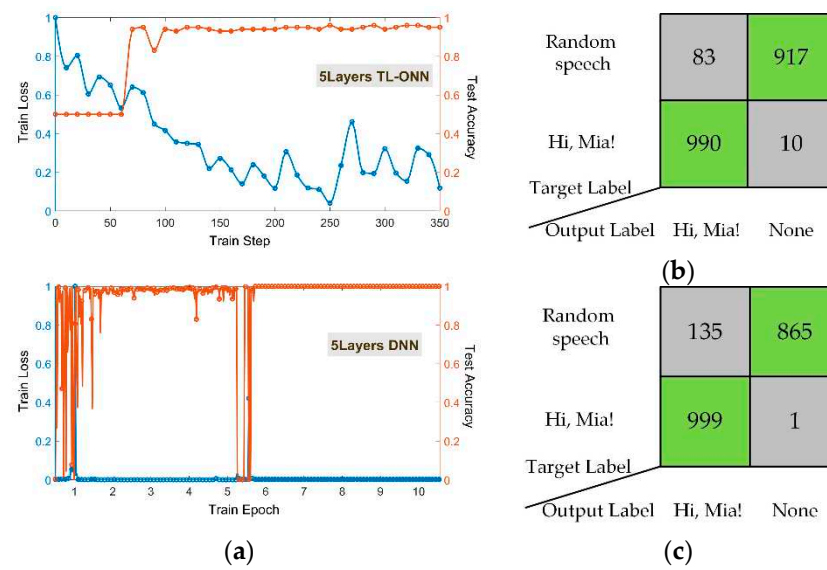 1
0.8
0.6
0.4
0.2
0
Train Loss
5Layers TL-ONN
1
0.8
0.6
0.4
0.2
0
Test Accuracy
0 50 100 150 200 250 300 350
Train Step
Random
speech
83 917
Hi, Mia!
990 10
Target Label
Output Label Hi, Mia! None
(b)
1
0.8
0.6
0.4
0.2
0
Train Loss
5Layers DNN
1
0.8
0.6
0.4
0.2
0
Test Accuracy
1 2 3 4 5 6 7 8 9 10
Train Epoch
(a)
Random
speech
135 865
Hi, Mia!
999 1
Target Label
Output Label Hi, Mia! None
(c)